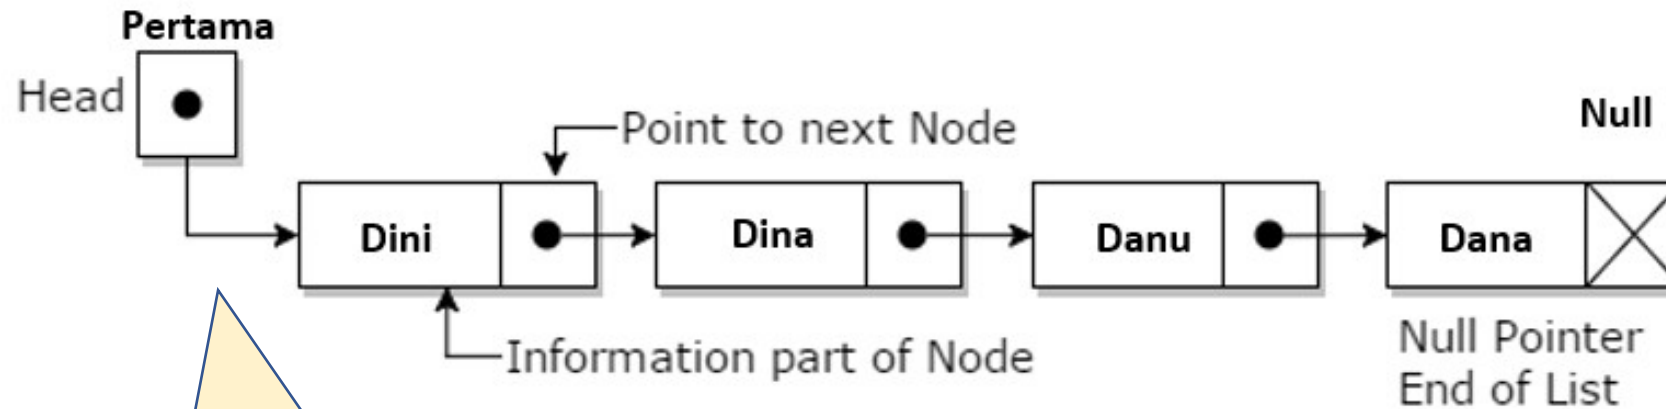 Pertama
Head
Point to next Node
Null
Dini
Dina
Danu
Dana
Information part of Node
Null Pointer
End of List